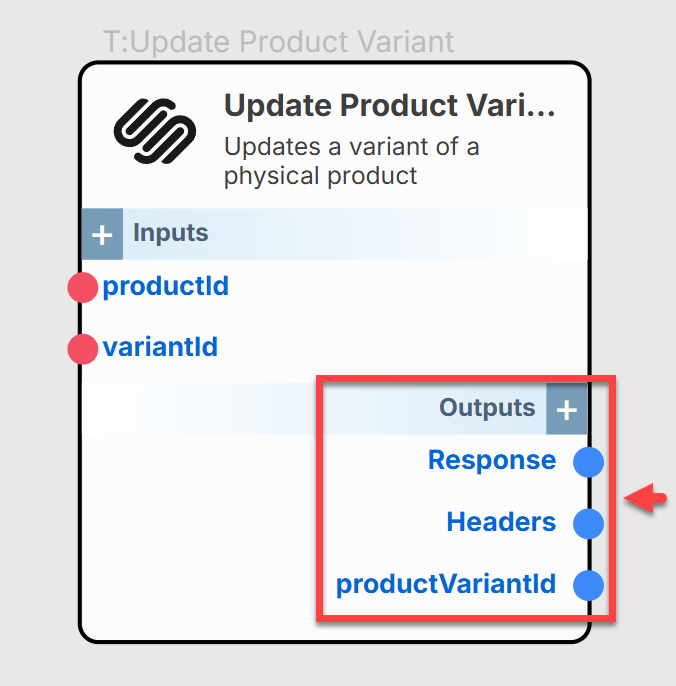 T:Update Product Variant
Update Product Vari...
Updates a variant of a
physical product
+ Inputs
productId
variantId
Outputs +
Response
Headers
productVariantId